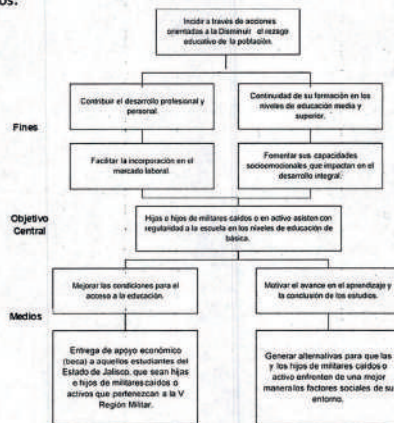 os:
Incidir a través de acciones
orientadas a la Disminuir el rezago
educativo de la población.
Contribuir el desarrollo profesional y
personal.
Continuidad de su formación en los
niveles de educación media y
superior.
Fines
Facilitar la incorporación en el
mercado laboral.
Fomentar sus capacidades
socioemocionales que impactan en el
desarrollo integral.
Objetivo
Central
Hijas e hijos de militares caídos o en activo asisten con
regularidad a la escuela en los niveles de educación de
básica.
Mejorar las condiciones para el
acceso a la educación.
Motivar el avance en el aprendizaje y
la conclusión de los estudios.
Medios
Entrega de apoyo económico
(beca) a aquellos estudiantes del
Estado de Jalisco, que sean hijas
e hijos de militares caídos o
activos que pertenezcan a la V
Región Militar.
Generar alternativas para que las
y los hijos de militares caídos o
activo enfrenten de una mejor
manera los factores sociales de su
entorno.